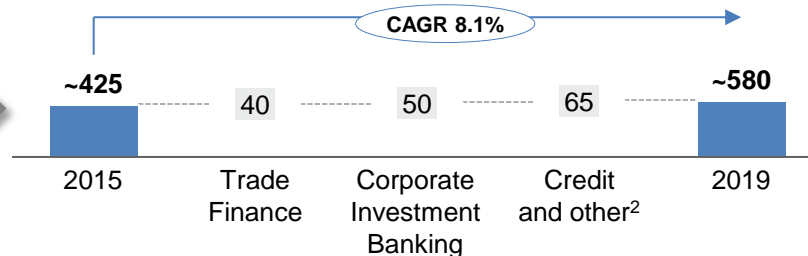 CAGR 8.1%
~425
40
50
65
~580
2015
Trade
Finance
Corporate
Investment
Banking
Credit
and other²
2019